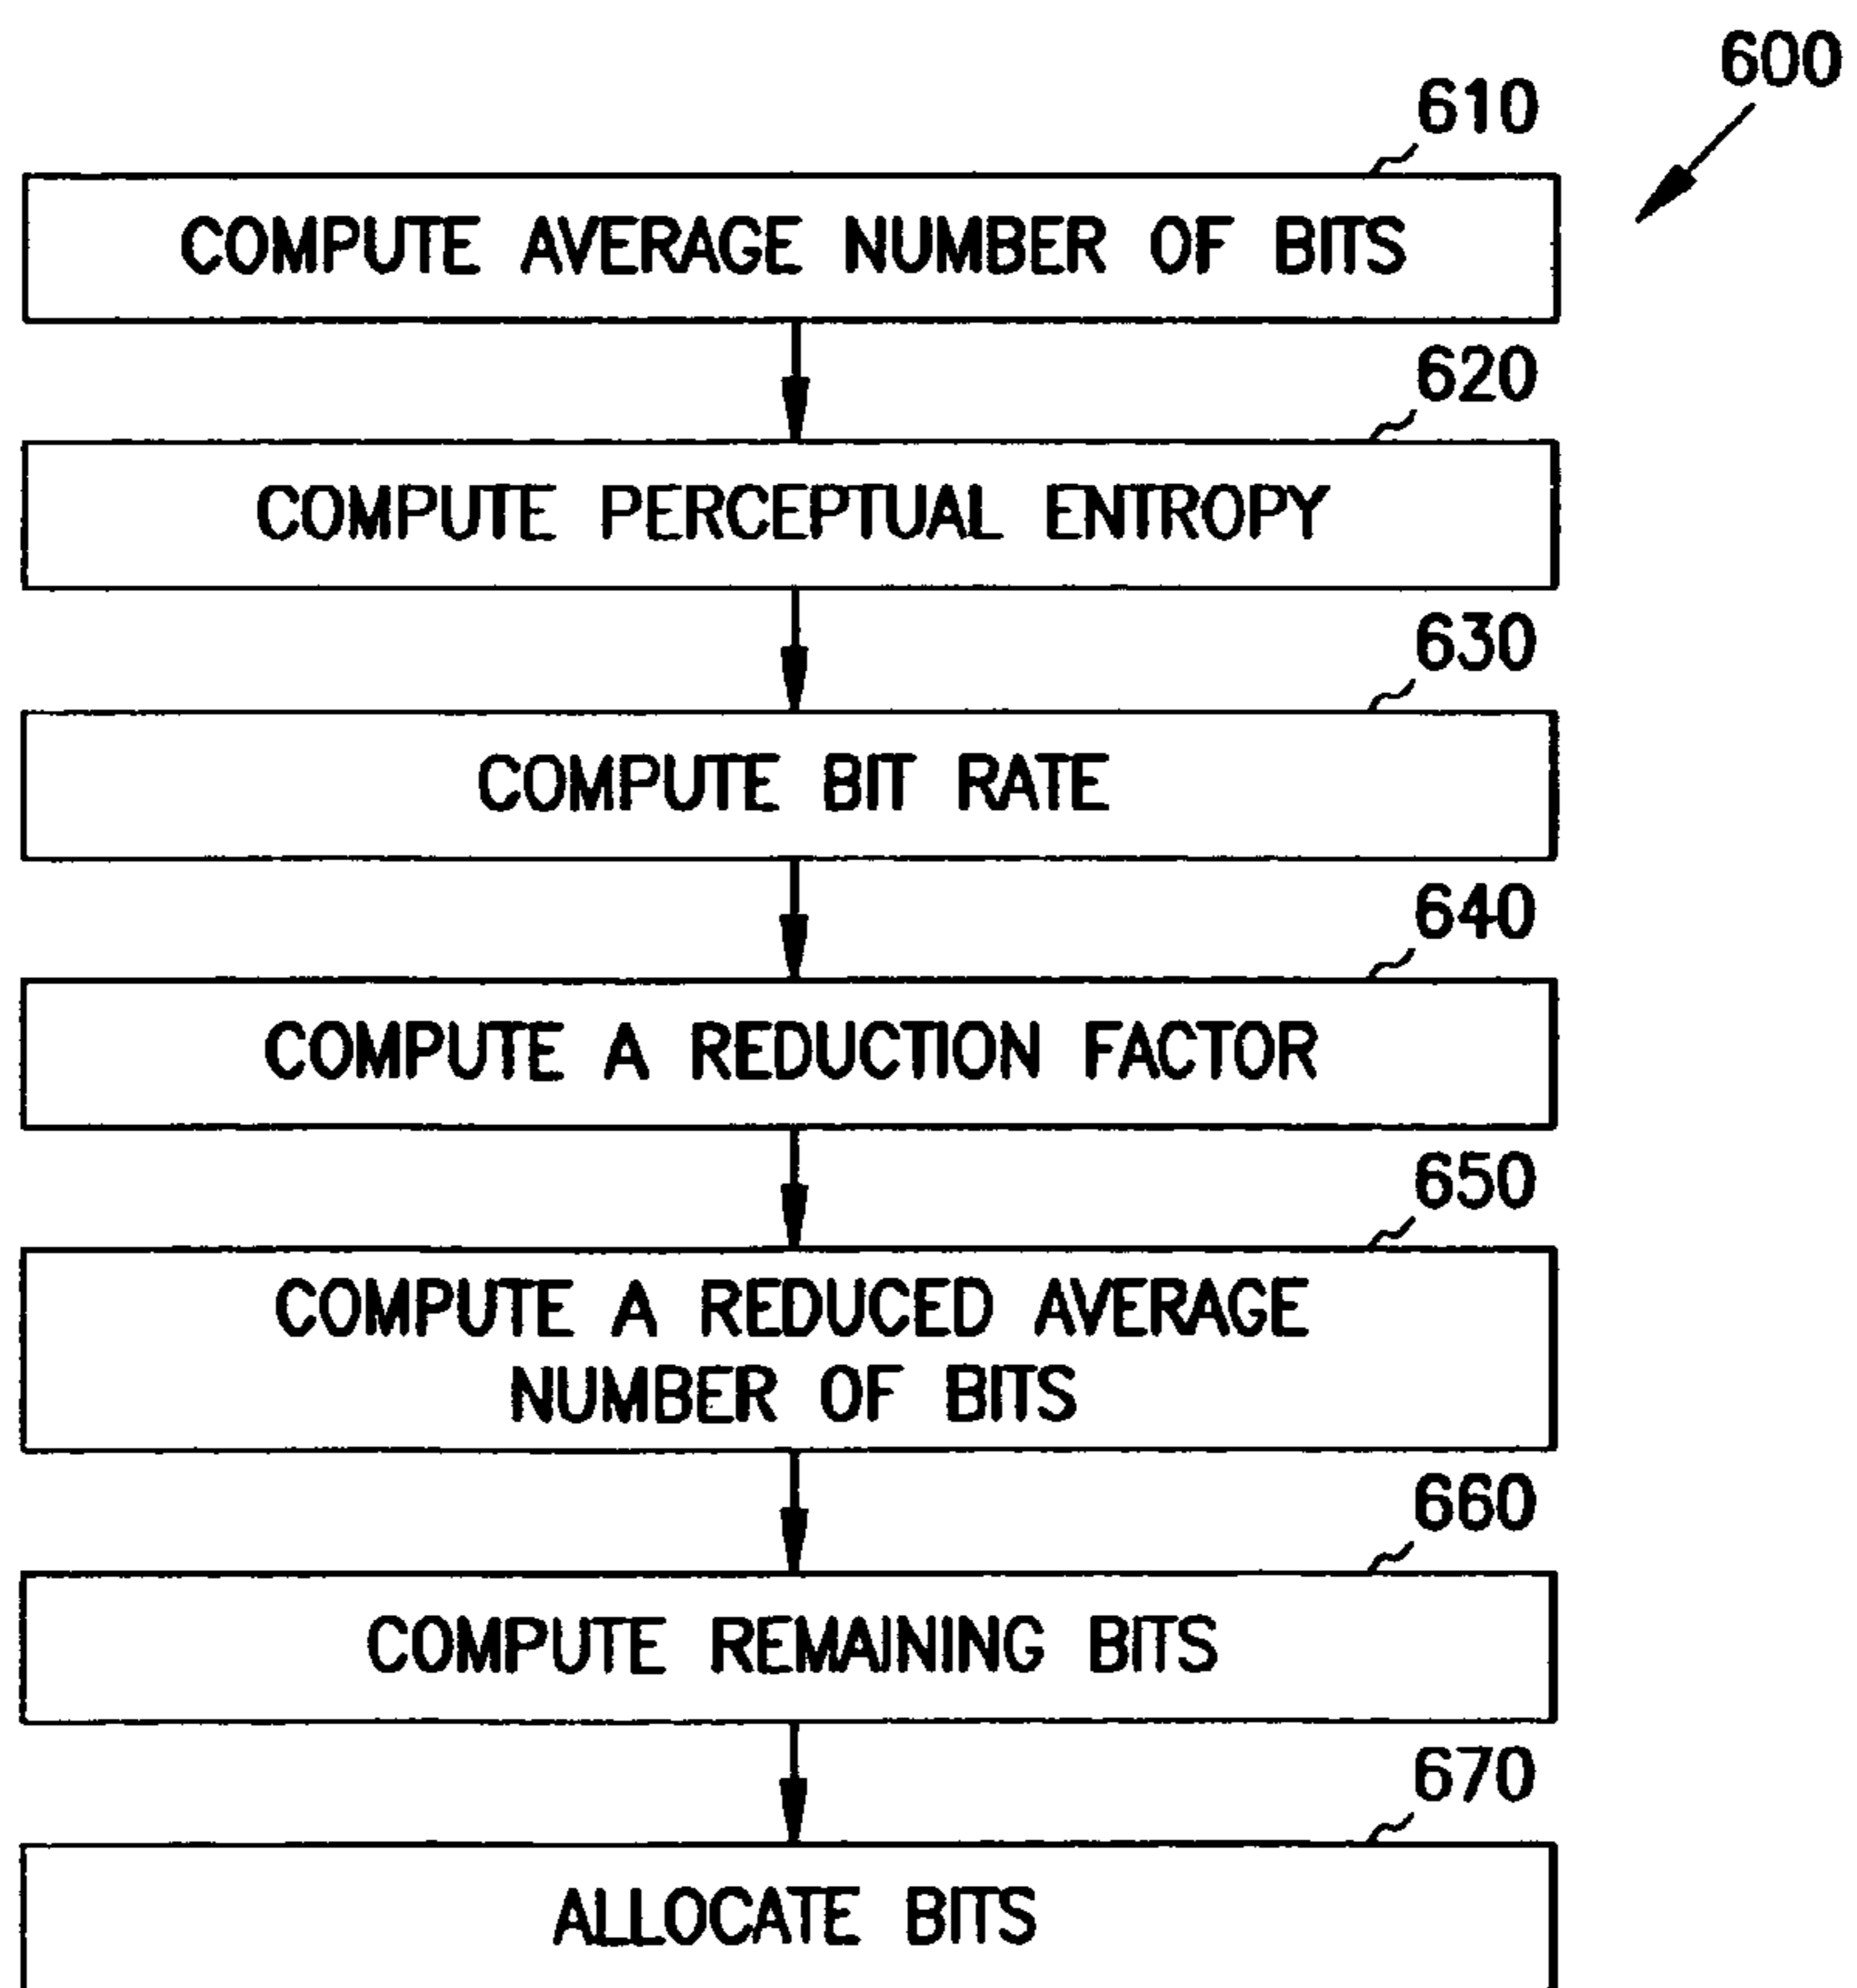 600
610
COMPUTE AVERAGE NUMBER OF BITS
620
COMPUTE PERCEPTUAL ENTROPY
630
COMPUTE BIT RATE
640
COMPUTE A REDUCTION FACTOR
650
COMPUTE A REDUCED AVERAGE
NUMBER OF BITS
660
COMPUTE REMAINING BITS
670
ALLOCATE BITS